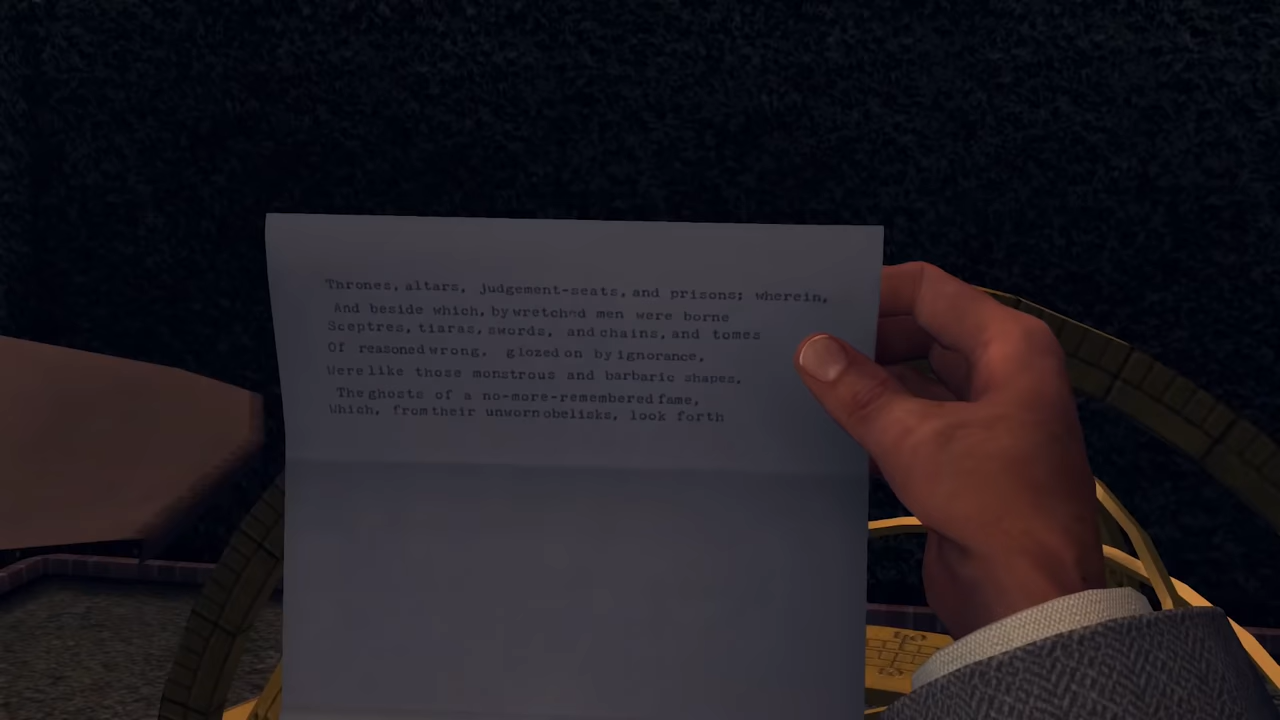 Thrones, altars, judgement-seats, and prisons; wherein,
And beside which, by wretched men were borne
Sceptres, tiaras, swords, and chains, and tomes
Of reasoned wrong, glozed on by ignorance,
Were like those monstrous and barbaric shapes,
The ghosts of a no-more-remembered fame,
Which, from their unworn obelisks, look forth